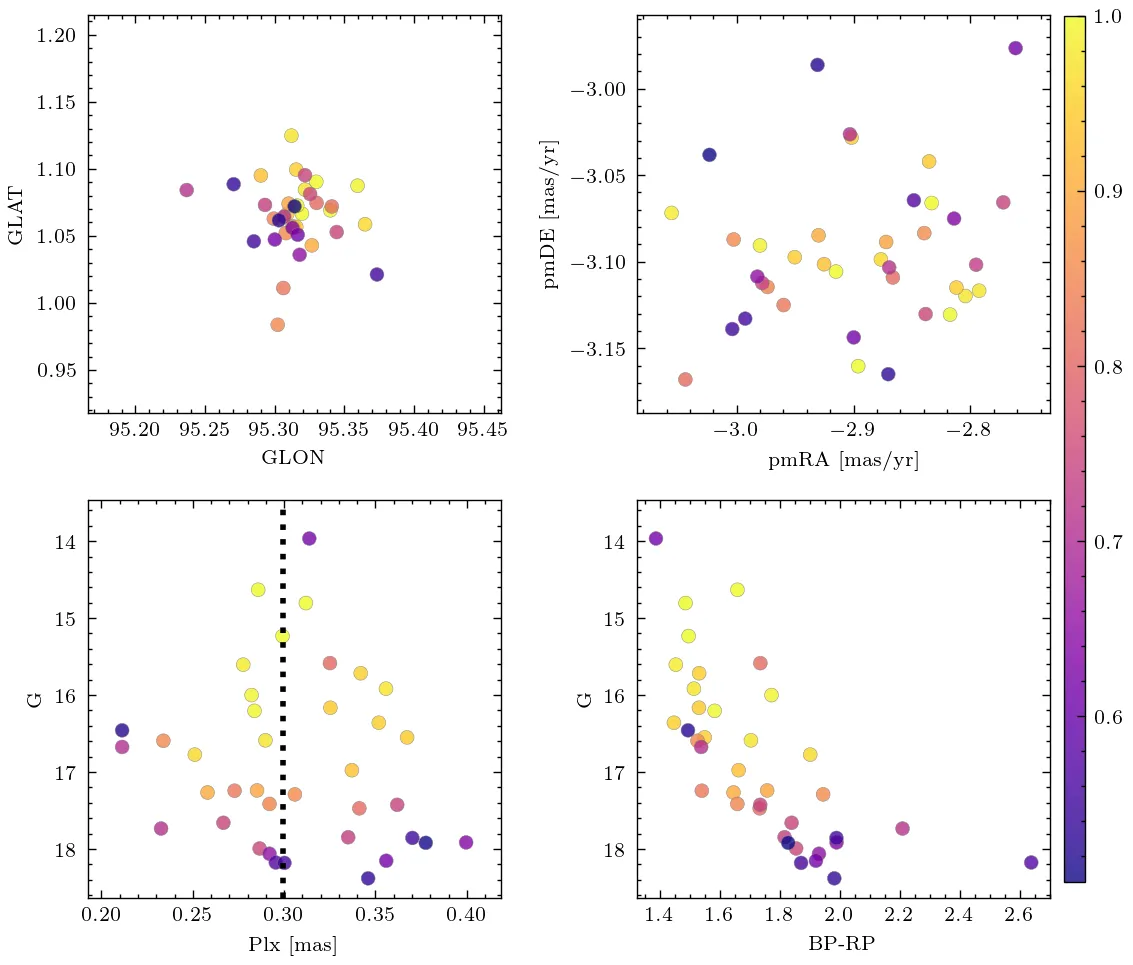 1.20
1.15
1.10
1.05
1.00
0.95
GLAT
95.20 95.25 95.30 95.35 95.40 95.45
GLON
−3.00
−3.05
−3.10
−3.15
pmDE [mas/yr]
−3.0 −2.9 −2.8
pmRA [mas/yr]
14
15
16
17
18
G
0.20 0.25 0.30 0.35 0.40
Plx [mas]
14
15
16
17
18
G
1.4 1.6 1.8 2.0 2.2 2.4 2.6
BP-RP
1.0
0.9
0.8
0.7
0.6